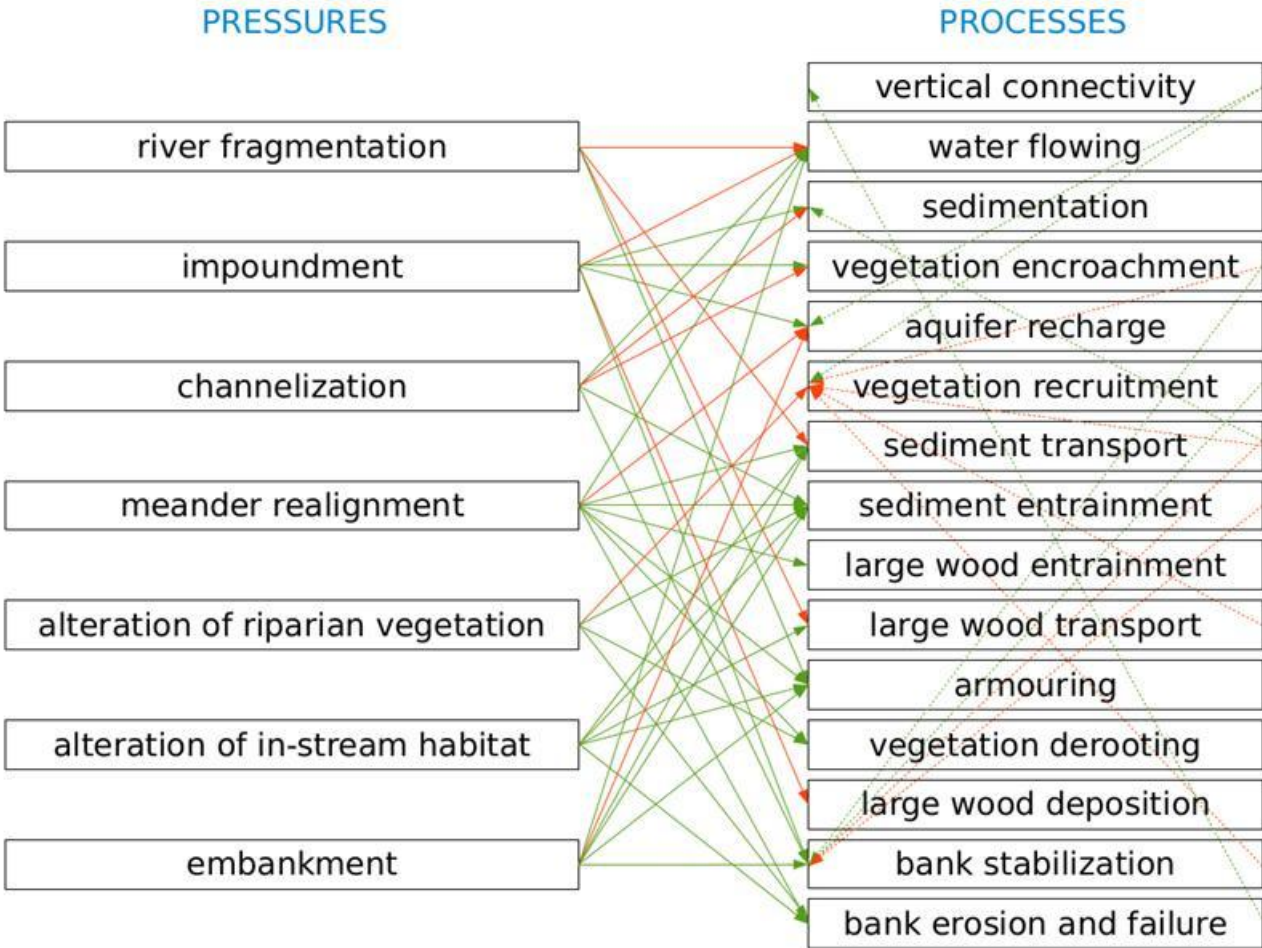 PRESSURES
river fragmentation
impoundment
channelization
meander realignment
alteration of riparian vegetation
alteration of in-stream habitat
embankment
PROCESSES
vertical connectivity
water flowing
sedimentation
vegetation encroachment
aquifer recharge
vegetation recruitment
sediment transport
sediment entrainment
large wood entrainment
large wood transport
armouring
vegetation derooting
large wood deposition
bank stabilization
bank erosion and failure